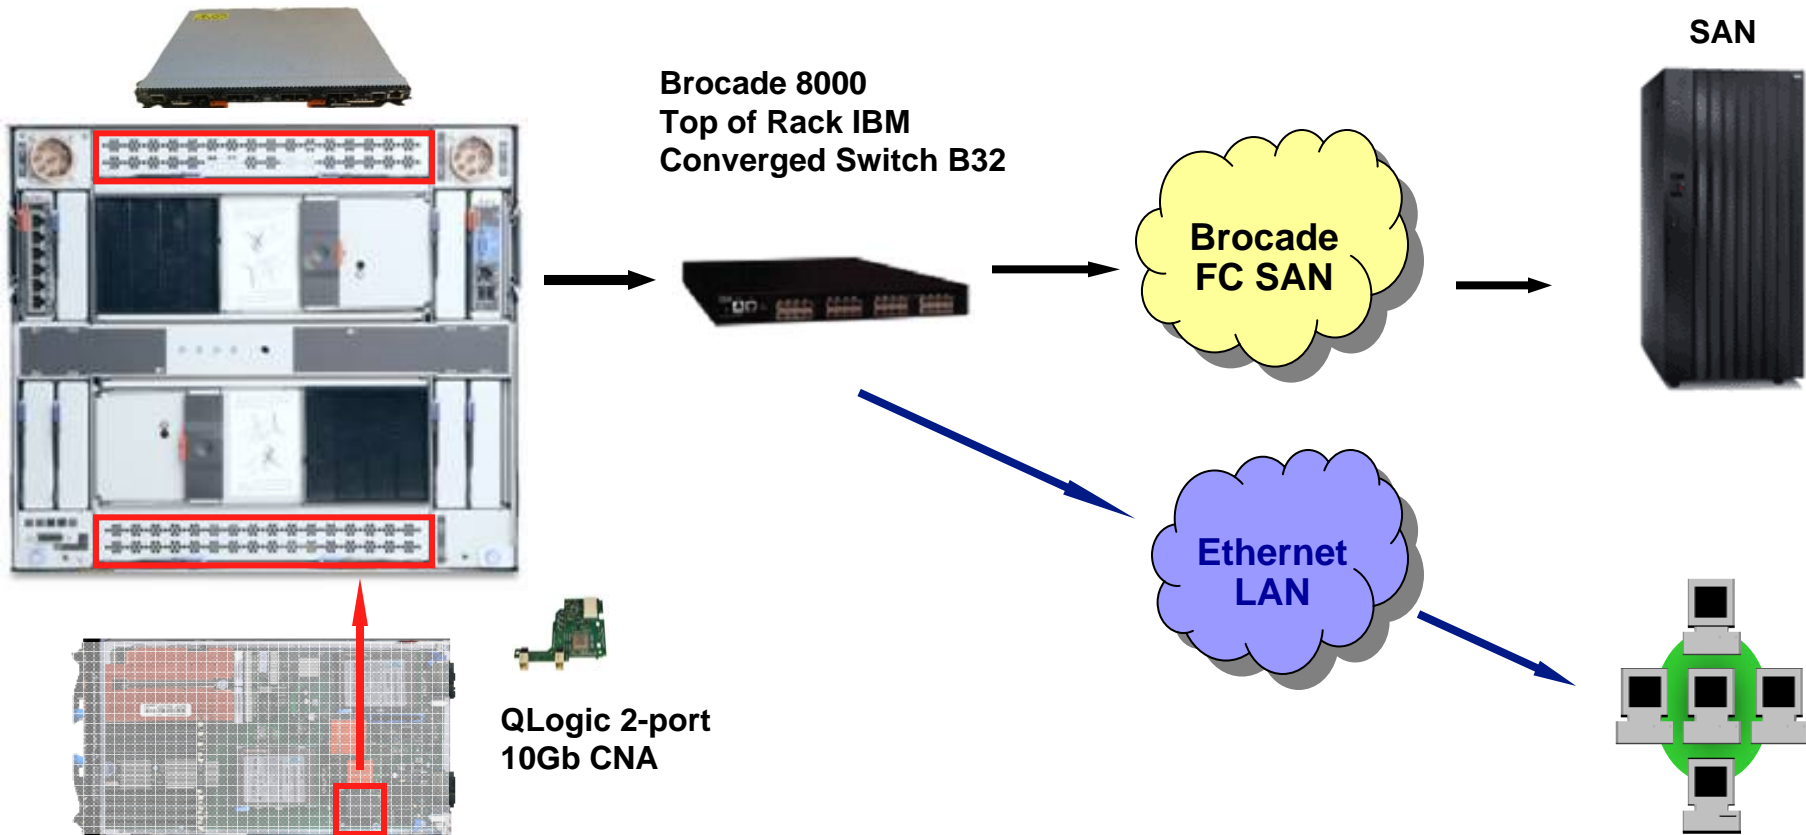 SAN
Brocade 8000
Top of Rack IBM
Converged Switch B32
Brocade
FC SAN
Ethernet
LAN
QLogic 2-port
10Gb CNA